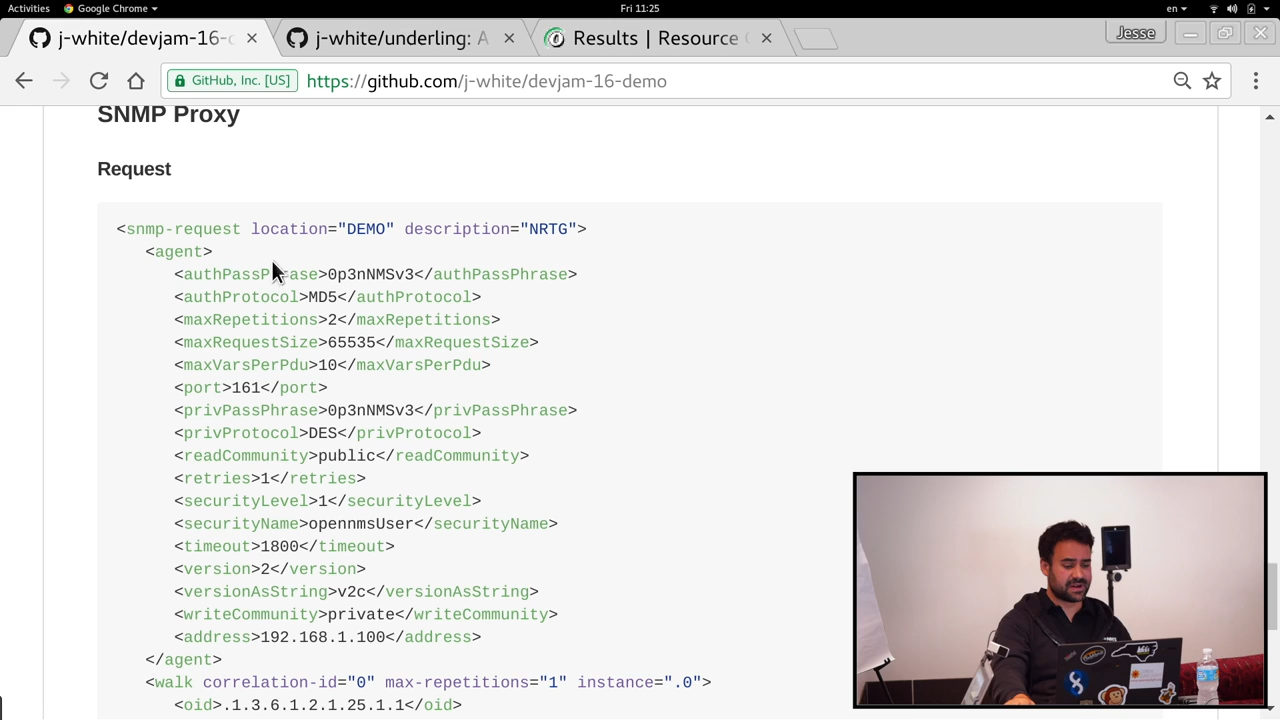 Activities Google Chrome Fri 11:25 en
j-white/devjam-16- j-white/underling: A Results | Resource Jesse
GitHub, Inc. [US] https://github.com/j-white/devjam-16-demo
SNMP Proxy
Request
<snmp-request location="DEMO" description="NRTG">
<agent>
<authPassPhrase>0p3nNMSv3</authPassPhrase>
<authProtocol>MD5</authProtocol>
<maxRepetitions>2</maxRepetitions>
<maxRequestSize>65535</maxRequestSize>
<maxVarsPerPdu>10</maxVarsPerPdu>
<port>161</port>
<privPassPhrase>0p3nNMSv3</privPassPhrase>
<privProtocol>DES</privProtocol>
<readCommunity>public</readCommunity>
<retries>1</retries>
<securityLevel>1</securityLevel>
<securityName>opennmsUser</securityName>
<timeout>1800</timeout>
<version>2</version>
<versionAsString>v2c</versionAsString>
<writeCommunity>private</writeCommunity>
<address>192.168.1.100</address>
</agent>
<walk correlation-id="0" max-repetitions="1" instance=".0">
<oid>.1.3.6.1.2.1.25.1.1</oid>